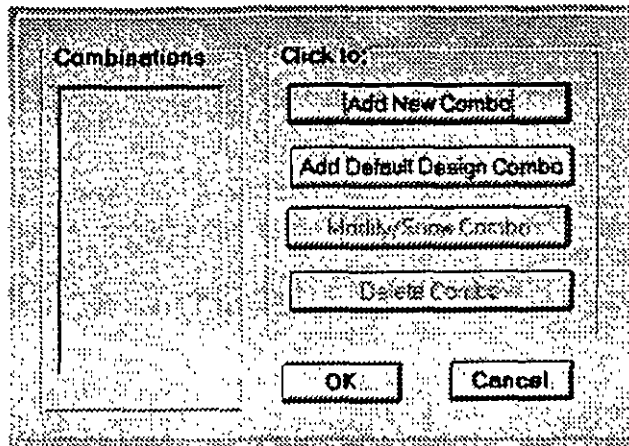 Combinations
Click to:
Add New Combo
Add Default Design Combo
Modify/Show Combo
Delete Combo
OK
Cancel